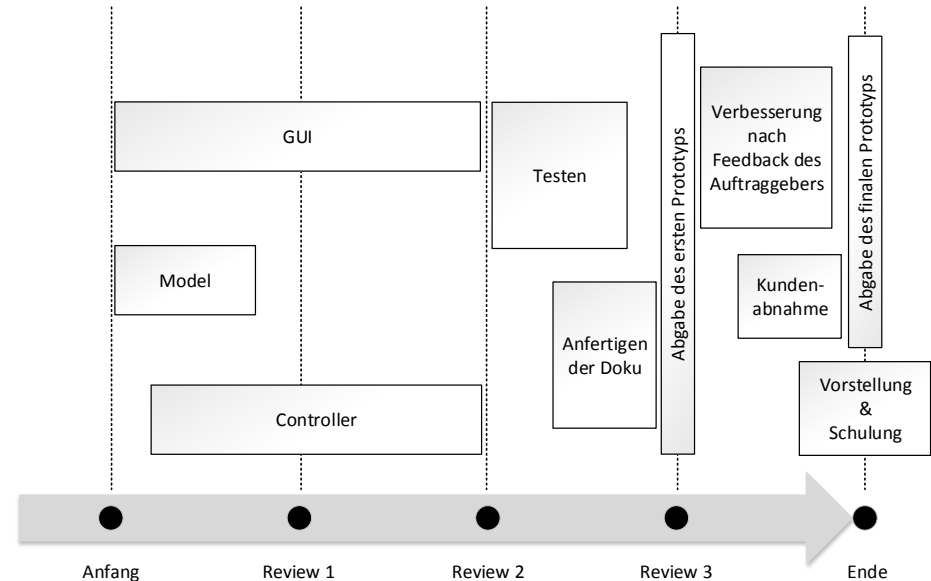 GUI
Testen
Model
Anfertigen
der Doku
Controller
Abgabe des ersten Prototyps
Verbesserung
nach
Feedback des
Auftraggebers
Kunden-
abnahme
Abgabe des finalen Prototyps
Vorstellung
&
Schulung
Anfang
Review 1
Review 2
Review 3
Ende